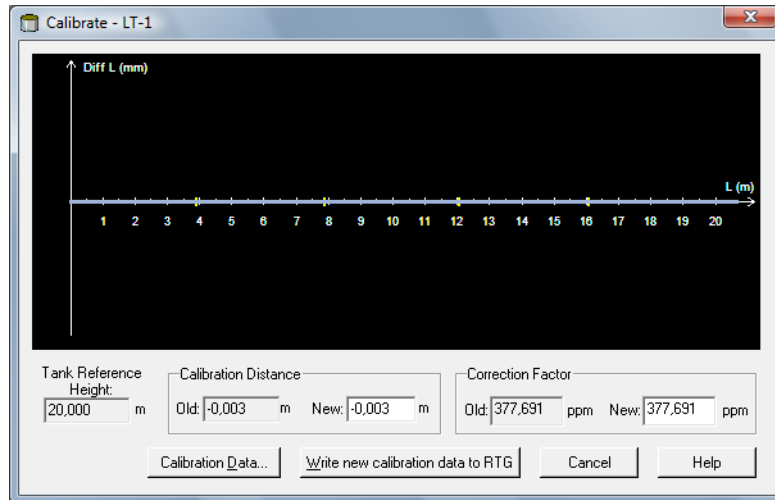 Calibrate - LT-1
Diff L (mm)
L (m)
1 2 3 4 5 6 7 8 9 10 11 12 13 14 15 16 17 18 19 20
Tank Reference
Height:
20,000 m
Calibration Distance
Old: -0,003 m New: -0,003 m
Correction Factor
Old: 377,691 ppm New: 377,691 ppm
Calibration Data... Write new calibration data to RTG Cancel Help